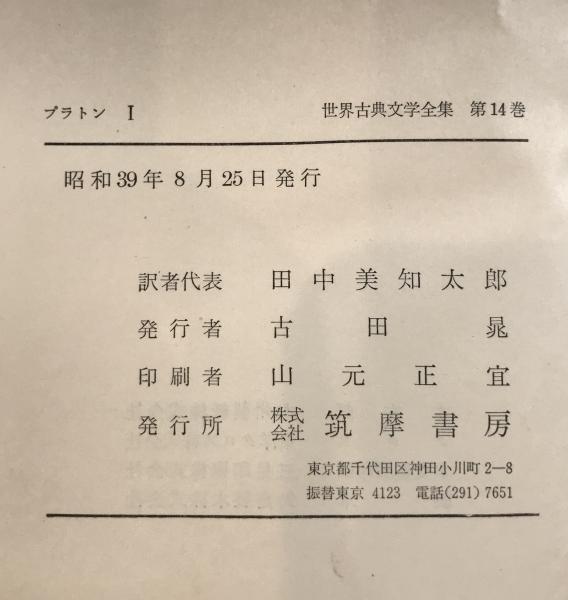 プラトン Ⅰ 世界古典文学全集 第14巻
昭和39年8月25日発行
訳者代表 田中美知太郎
発行者 古田晁
印刷者 山元正宜
発行所 株式会社 筑摩書房
東京都千代田区神田小川町2—8
振替東京 4123 電話(291)7651